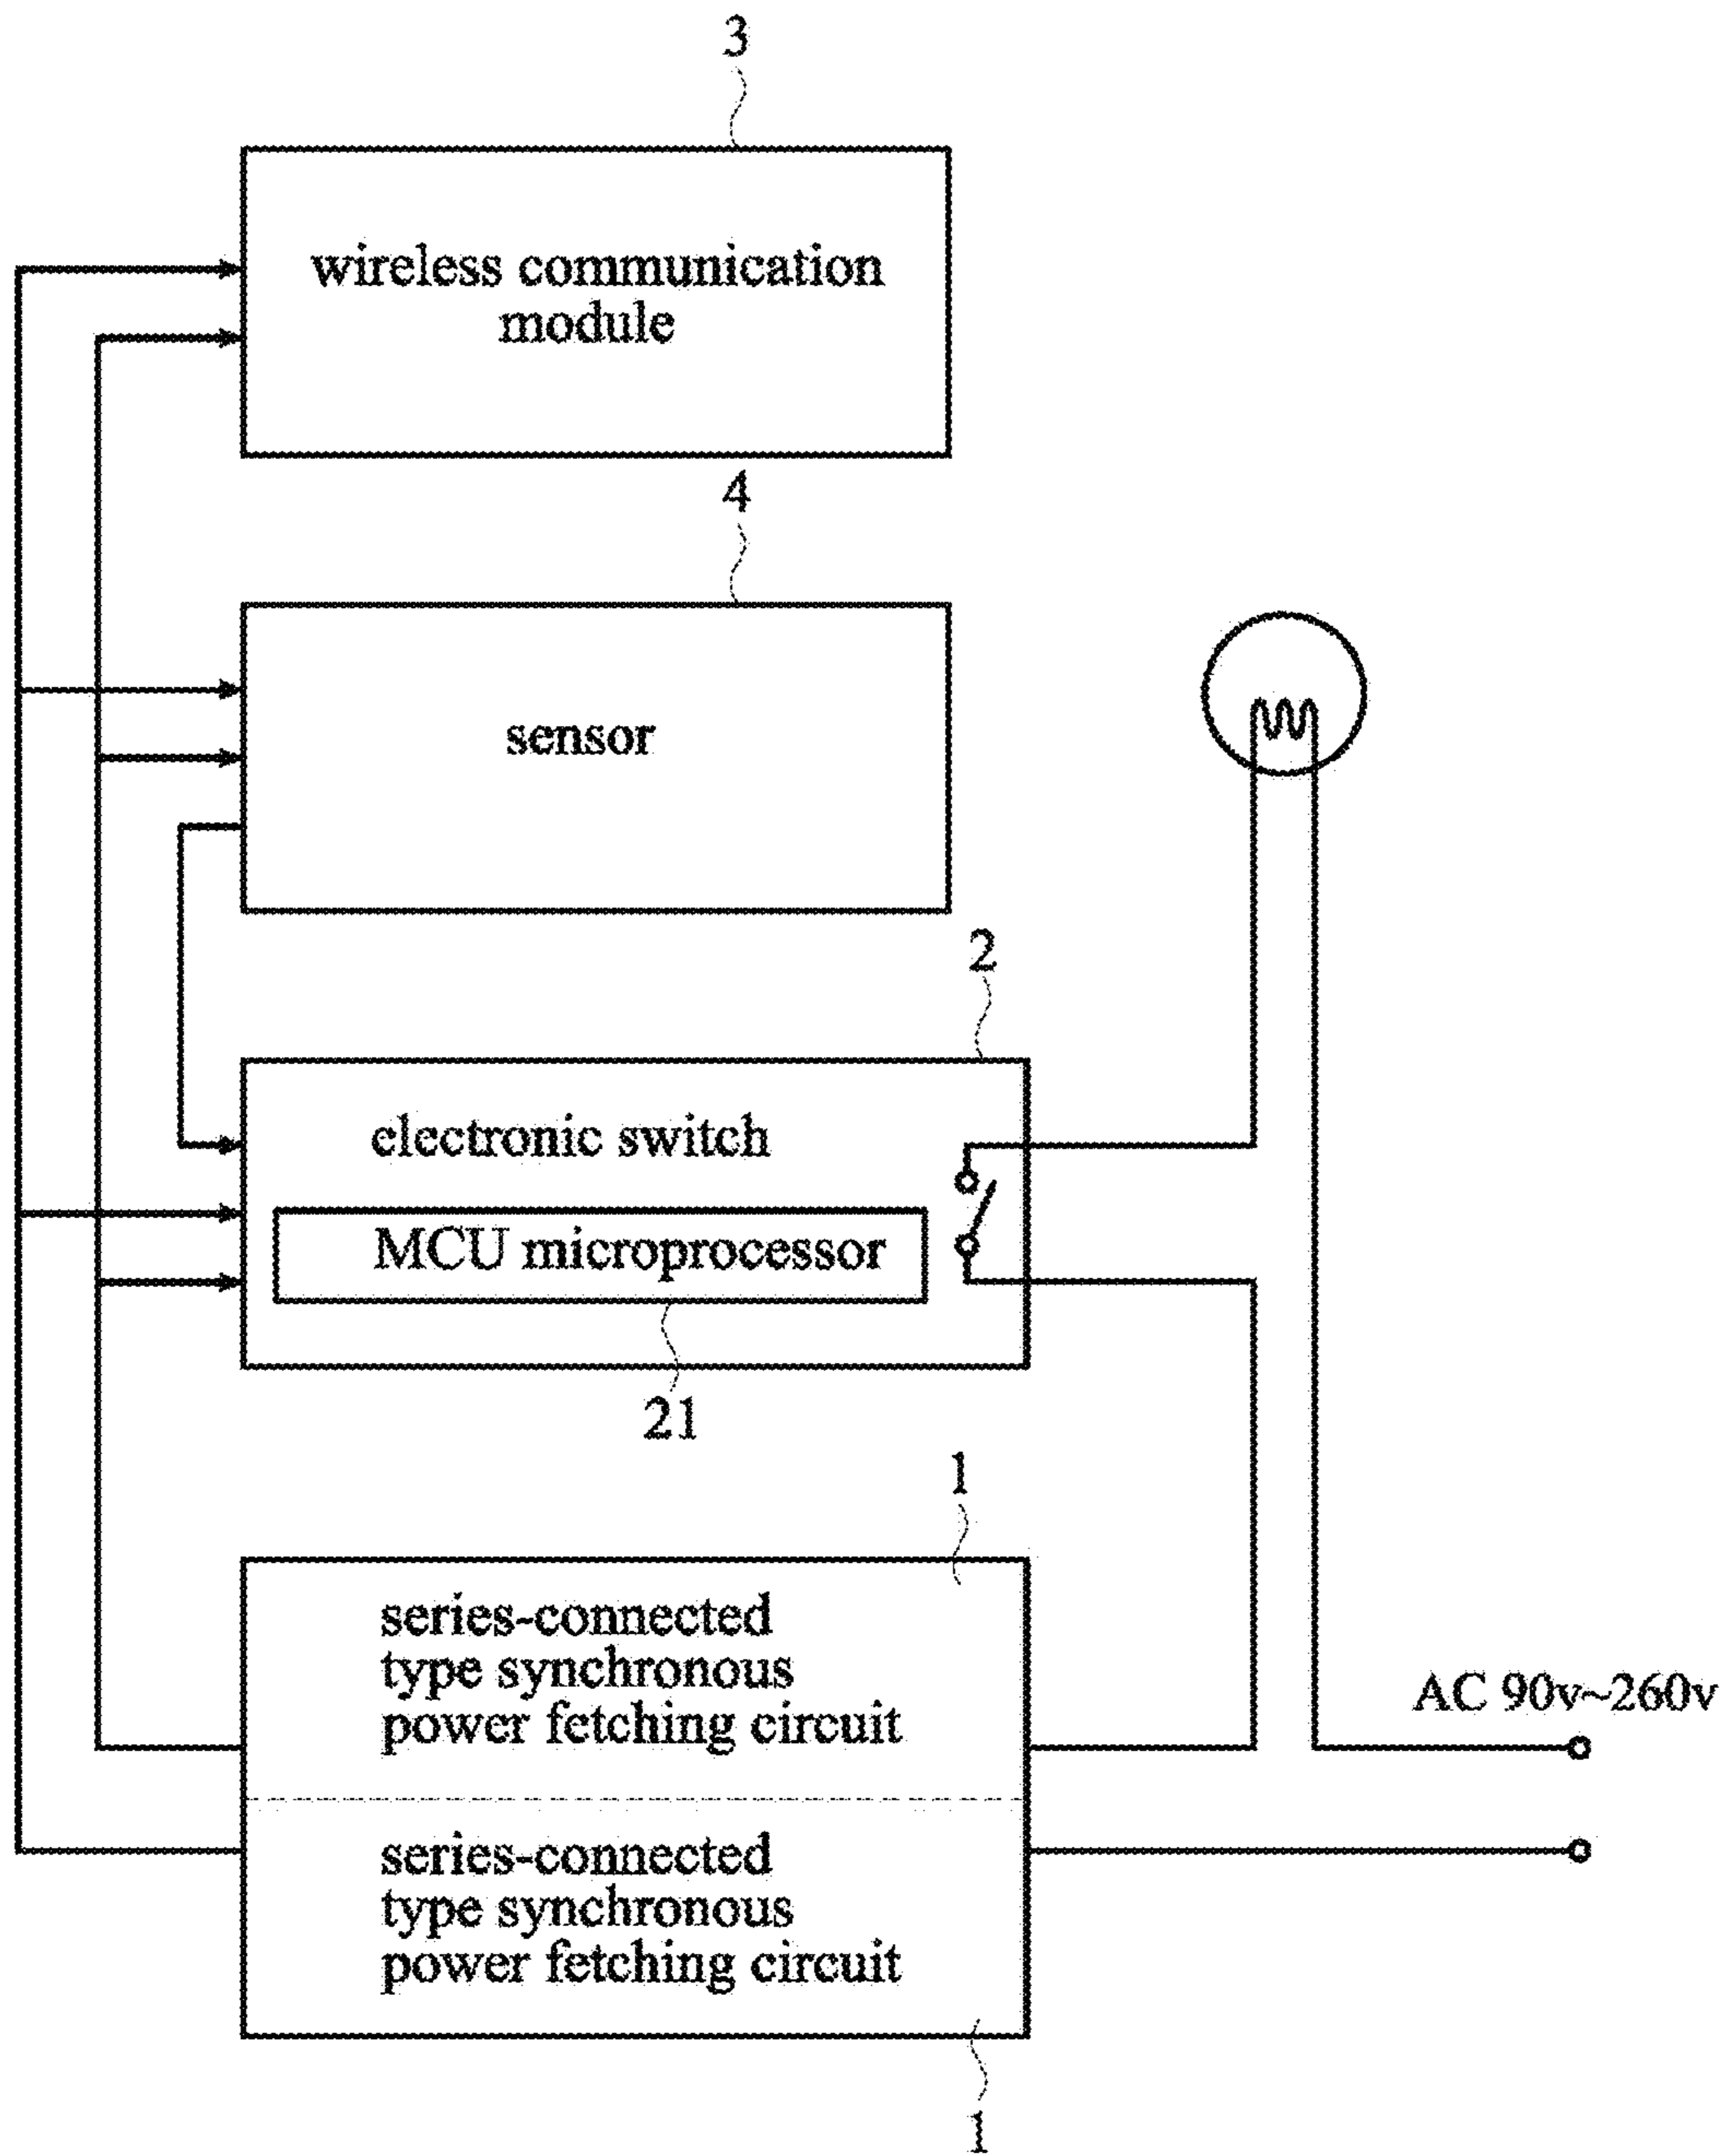 3
wireless communication
module
4
sensor
2
electronic switch
MCU microprocessor
21
1
series-connected
type synchronous
power fetching circuit
AC 90v~260v
series-connected
type synchronous
power fetching circuit
1